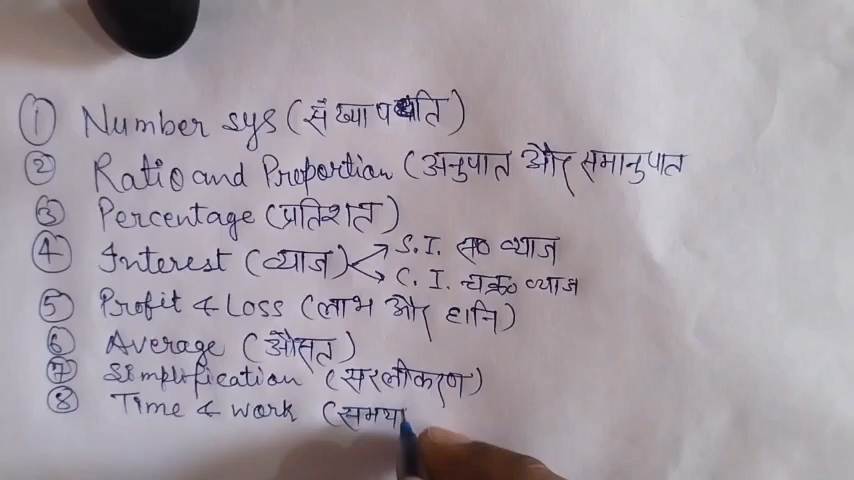 ① Number sys (संख्या पद्धति)
② Ratio and Proportion (अनुपात और समानुपात
③ Percentage (प्रतिशत)
④ Interest (व्याज) S.I. सा० व्याज
C.I. चक्र० व्याज
⑤ Profit & Loss (लाभ और हानि)
⑥ Average (औसत)
⑦ Simplification (सरलीकरण)
⑧ Time & work (समय